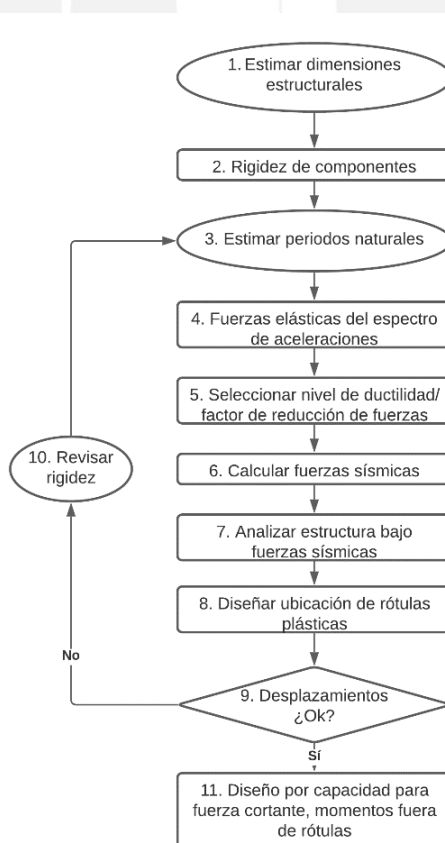 1. Estimar dimensiones
estructurales
2. Rigidez de componentes
3. Estimar periodos naturales
4. Fuerzas elásticas del espectro
de aceleraciones
5. Seleccionar nivel de ductilidad/
factor de reducción de fuerzas
10. Revisar
rigidez
6. Calcular fuerzas sísmicas
7. Analizar estructura bajo
fuerzas sísmicas
8. Diseñar ubicación de rótulas
plásticas
No
9. Desplazamientos
¿Ok?
Sí
11. Diseño por capacidad para
fuerza cortante, momentos fuera
de rótulas